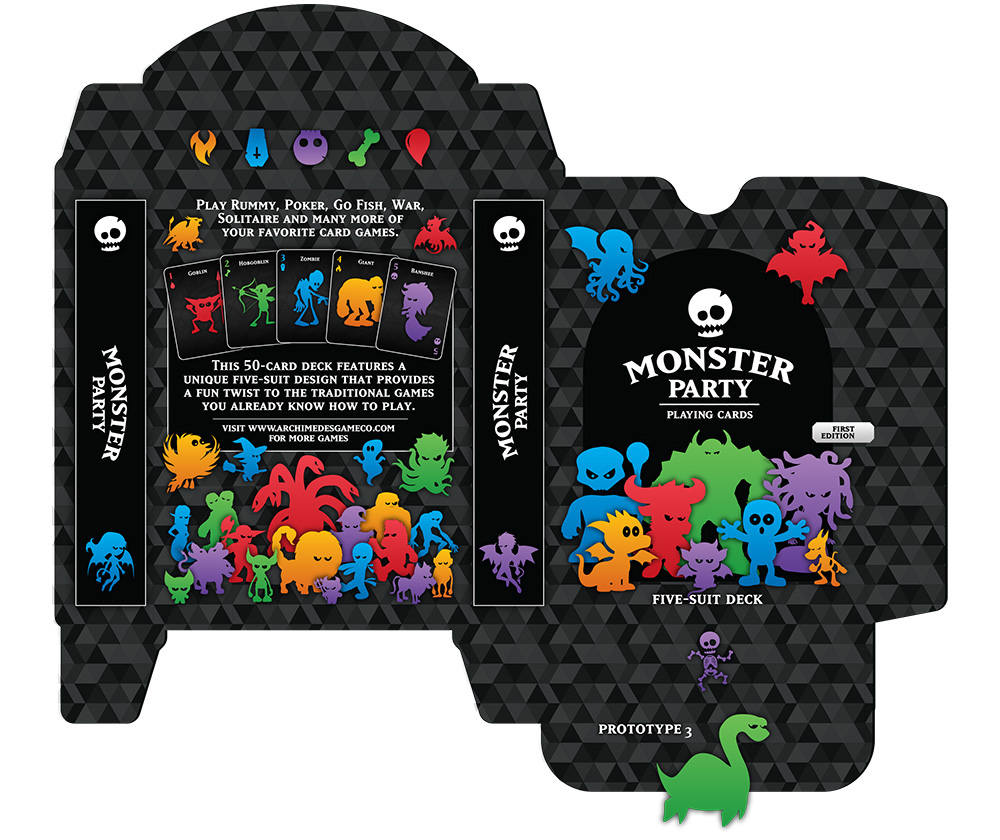 Play Rummy, Poker, Go Fish, War,
Solitaire and many more of
your favorite card games.
1 Goblin
2 Hobgoblin
3 Zombie
4 Giant
5 Banshee
5
This 50-card deck features a
unique five-suit design that provides
a fun twist to the traditional games
you already know how to play.
visit www.archimedesgameco.com
for more games
MONSTER
PARTY
MONSTER
PARTY
MONSTER
PARTY
PLAYING CARDS
FIRST
EDITION
FIVE-SUIT DECK
PROTOTYPE 3